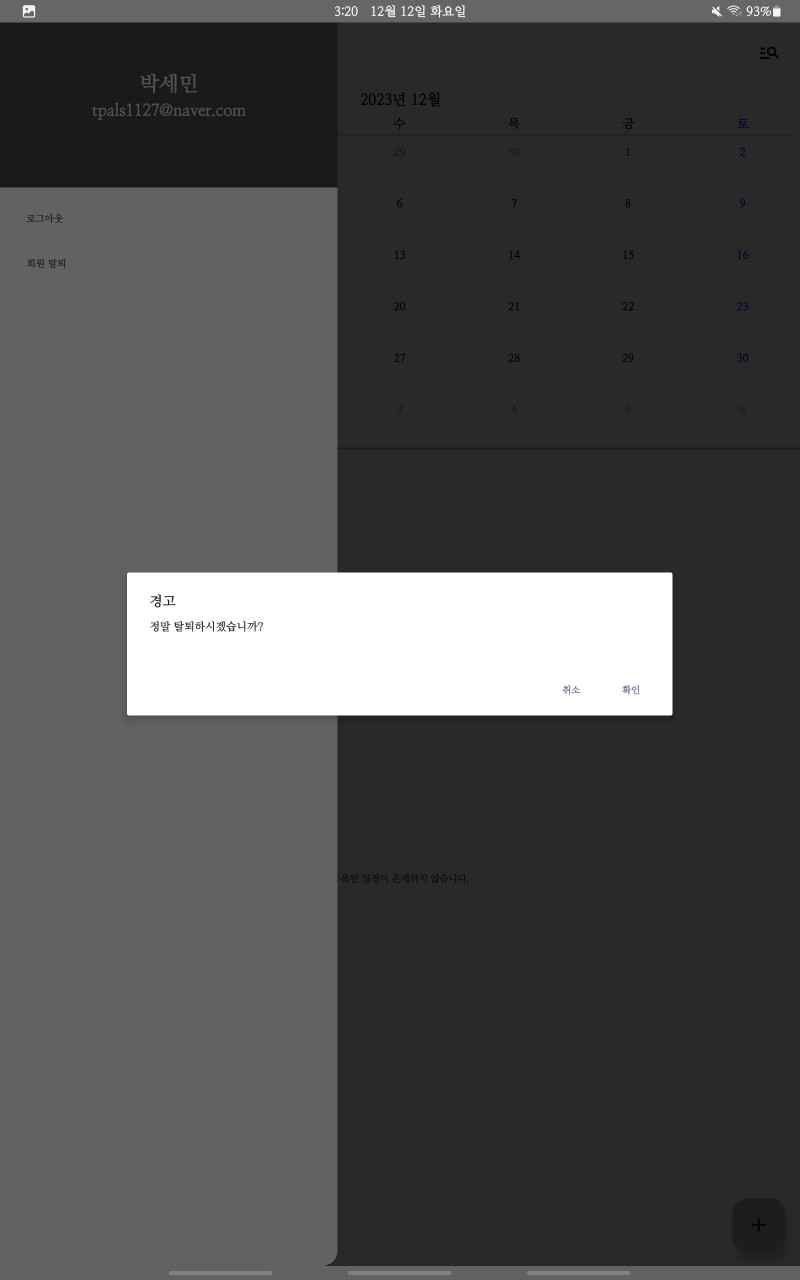 3:20 12월 12일 화요일 93%
박세민
tpals1127@naver.com
로그아웃
회원 탈퇴
2023년 12월
수 목 금 토
29 30 1 2
6 7 8 9
13 14 15 16
20 21 22 23
27 28 29 30
3 4 5 6
경고
정말 탈퇴하시겠습니까?
취소 확인
일정이 존재하지 않습니다.